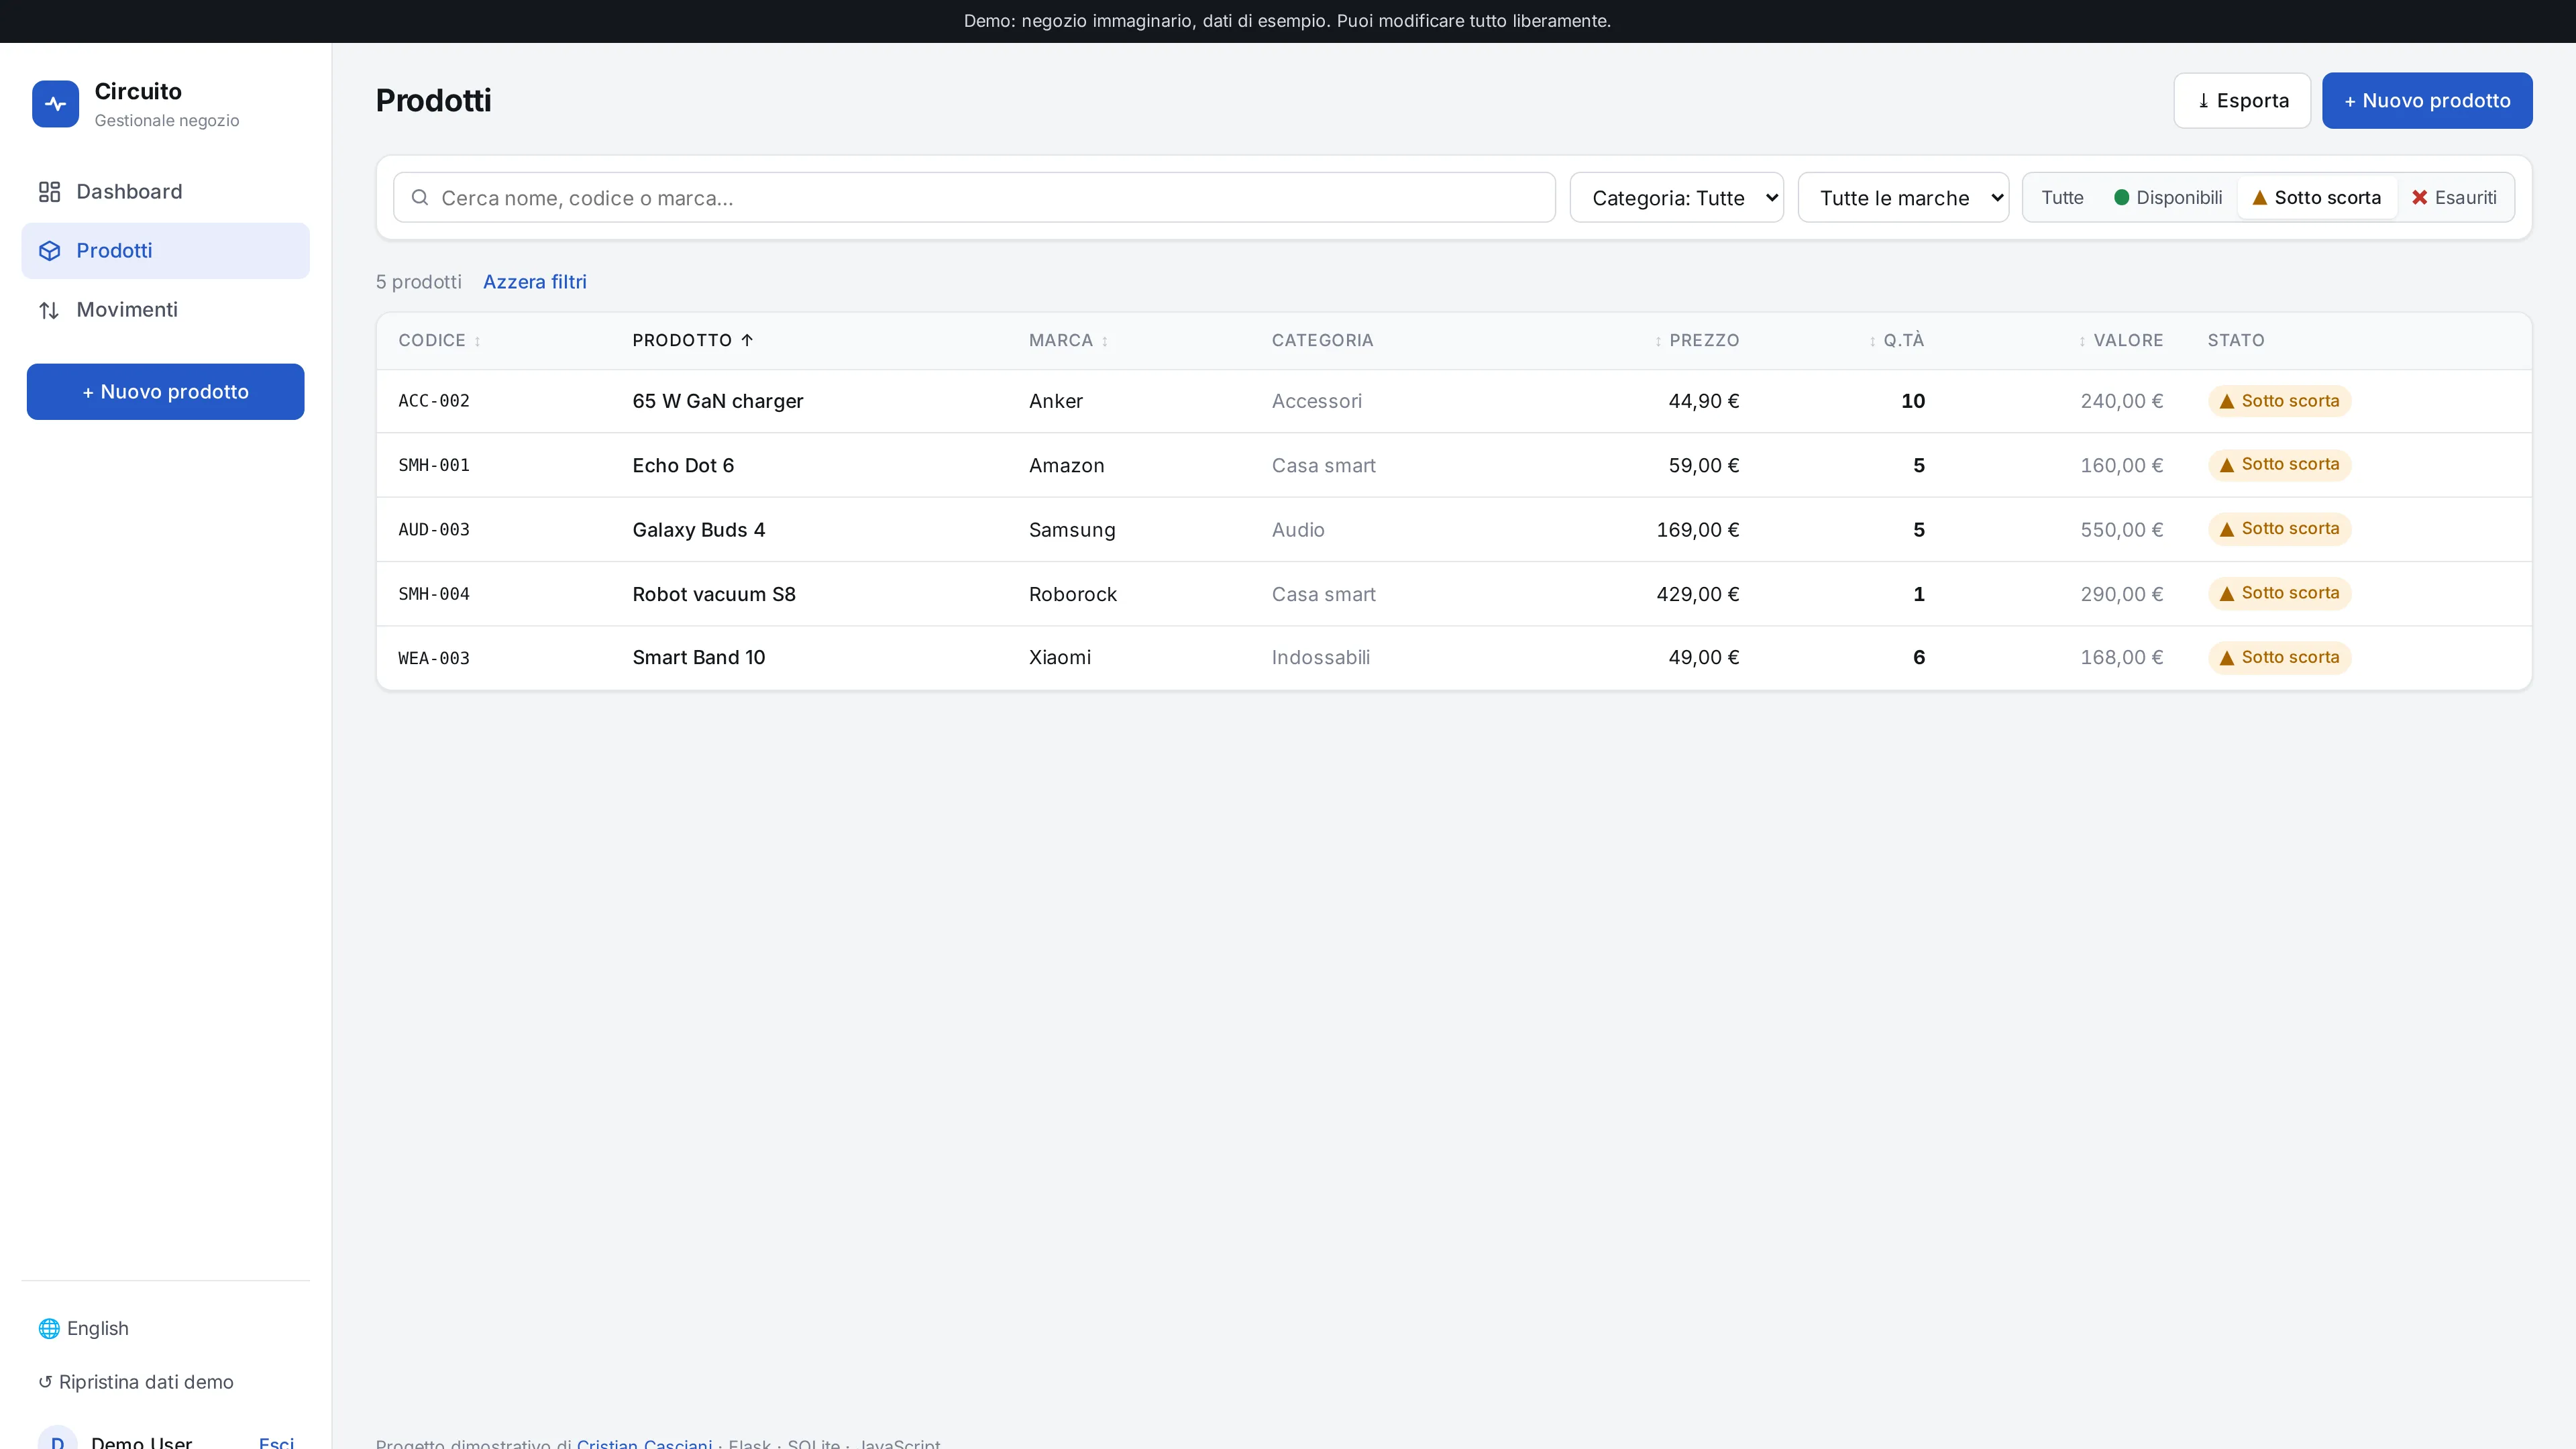 Demo: negozio immaginario, dati di esempio. Puoi modificare tutto liberamente.
Circuito
Gestionale negozio
Dashboard
Prodotti
Movimenti
+ Nuovo prodotto
Prodotti
⤓ Esporta
+ Nuovo prodotto
Cerca nome, codice o marca...
Categoria: Tutte
Tutte le marche
Tutte
Disponibili
▲ Sotto scorta
✖ Esauriti
5 prodotti Azzera filtri
CODICE ↕ PRODOTTO ↑ MARCA ↕ CATEGORIA ↕ PREZZO ↕ Q.TÀ ↕ VALORE STATO
ACC-002 65 W GaN charger Anker Accessori 44,90 € 10 240,00 € ▲ Sotto scorta
SMH-001 Echo Dot 6 Amazon Casa smart 59,00 € 5 160,00 € ▲ Sotto scorta
AUD-003 Galaxy Buds 4 Samsung Audio 169,00 € 5 550,00 € ▲ Sotto scorta
SMH-004 Robot vacuum S8 Roborock Casa smart 429,00 € 1 290,00 € ▲ Sotto scorta
WEA-003 Smart Band 10 Xiaomi Indossabili 49,00 € 6 168,00 € ▲ Sotto scorta
🌐 English
↺ Ripristina dati demo
D Demo User Esci
Progetto dimostrativo di Cristian Casciani · Flask · SQLite · JavaScript